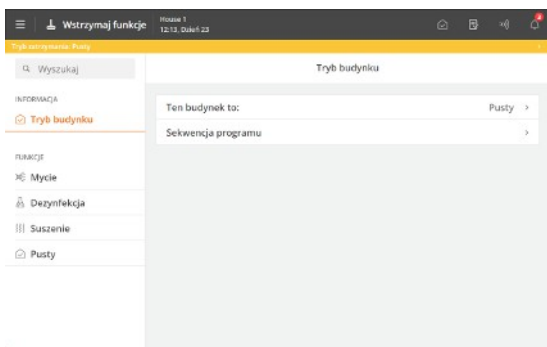 Wstrzymaj funkcje
House 1
12:13, Dzień 23
Tryb wstrzymania: Pusty
Wyszukaj
Tryb budynku
INFORMACJA
Tryb budynku
Ten budynek to: Pusty
Sekwencja programu
FUNKCJE
Mycie
Dezynfekcja
Suszenie
Pusty